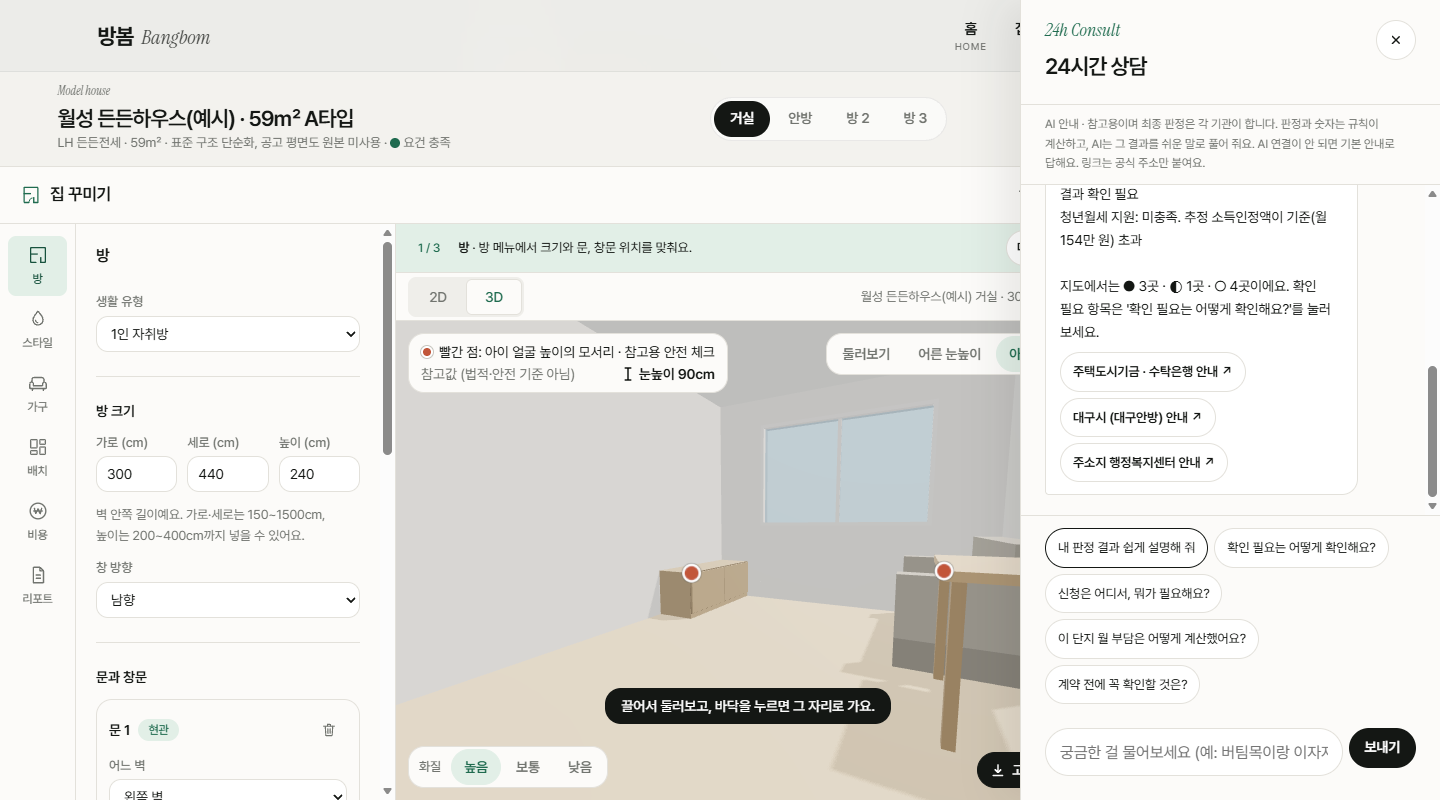 방봄 Bangbom
홈
HOME
Model house
월성 든든하우스(예시) · 59m² A타입
LH 든든전세 · 59m² · 표준 구조 단순화, 공고 평면도 원본 미사용 · ● 요건 충족
거실
안방
방 2
방 3
집 꾸미기
방
스타일
가구
배치
비용
리포트
방
생활 유형
1인 자취방
방 크기
가로 (cm)
세로 (cm)
높이 (cm)
300
440
240
벽 안쪽 길이예요. 가로·세로는 150~1500cm,
높이는 200~400cm까지 넣을 수 있어요.
창 방향
남향
문과 창문
문 1
현관
어느 벽
왼쪽 벽
1 / 3
방 · 방 메뉴에서 크기와 문, 창문 위치를 맞춰요.
2D
3D
월성 든든하우스(예시) 거실 · 30
빨간 점: 아이 얼굴 높이의 모서리 · 참고용 안전 체크
참고값 (법적·안전 기준 아님)
눈높이 90cm
둘러보기
어른 눈높이
끌어서 둘러보고, 바닥을 누르면 그 자리로 가요.
화질
높음
보통
낮음
24h Consult
24시간 상담
×
AI 안내 · 참고용이며 최종 판정은 각 기관이 합니다. 판정과 숫자는 규칙이
계산하고, AI는 그 결과를 쉬운 말로 풀어 줘요. AI 연결이 안 되면 기본 안내로
답해요. 링크는 공식 주소만 붙여요.
결과 확인 필요
청년월세 지원: 미충족. 추정 소득인정액이 기준(월
154만 원) 초과
지도에서는 ● 3곳 · ◐ 1곳 · ○ 4곳이에요. 확인
필요 항목은 '확인 필요는 어떻게 확인해요?'를 눌러
보세요.
주택도시기금 · 수탁은행 안내 ↗
대구시 (대구안방) 안내 ↗
주소지 행정복지센터 안내 ↗
내 판정 결과 쉽게 설명해 줘
확인 필요는 어떻게 확인해요?
신청은 어디서, 뭐가 필요해요?
이 단지 월 부담은 어떻게 계산했어요?
계약 전에 꼭 확인할 것은?
궁금한 걸 물어보세요 (예: 버팀목이랑 이자지
보내기